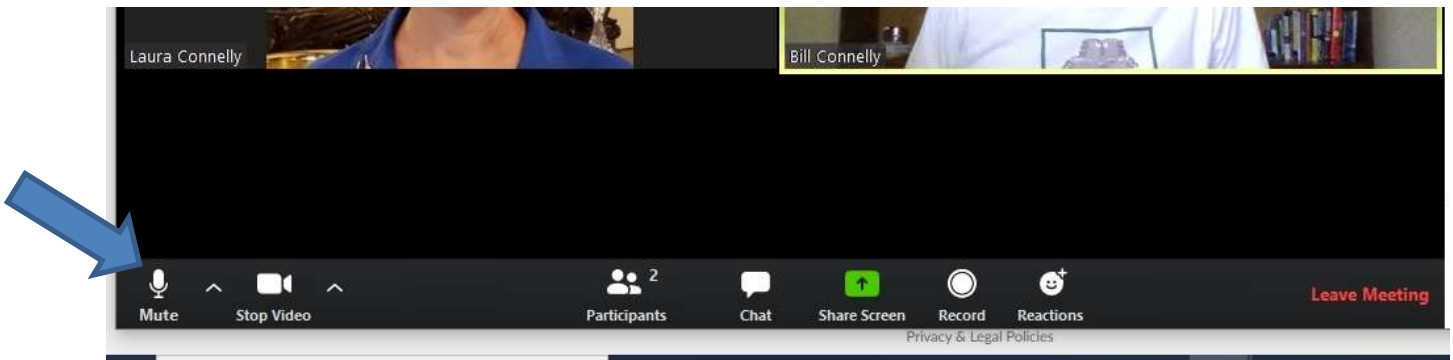 Laura Connelly
Bill Connelly
2
Mute
Stop Video
Participants
Chat
Share Screen
Record
Reactions
Leave Meeting
Privacy & Legal Policies